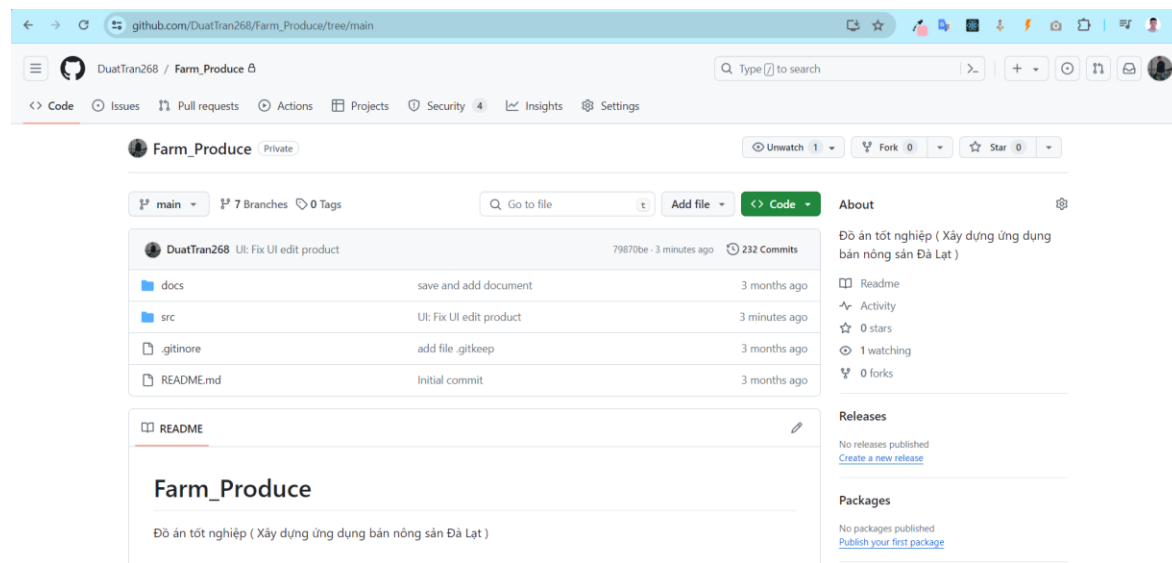 github.com/DuatTran268/Farm_Produce/tree/main
DuatTran268 / Farm_Produce
Type / to search
Code Issues Pull requests Actions Projects Security 4 Insights Settings
Farm_Produce Private
Unwatch 1 Fork 0 Star 0
main 7 Branches 0 Tags
Go to file t Add file Code
DuatTran268 UI: Fix UI edit product 79870be · 3 minutes ago 232 Commits
docs save and add document 3 months ago
src UI: Fix UI edit product 3 minutes ago
.gitinore add file .gitkeep 3 months ago
README.md Initial commit 3 months ago
README
Farm_Produce
Đồ án tốt nghiệp ( Xây dựng ứng dụng bán nông sản Đà Lạt )
About
Đồ án tốt nghiệp ( Xây dựng ứng dụng
bán nông sản Đà Lạt )
Readme
Activity
0 stars
1 watching
0 forks
Releases
No releases published
Create a new release
Packages
No packages published
Publish your first package